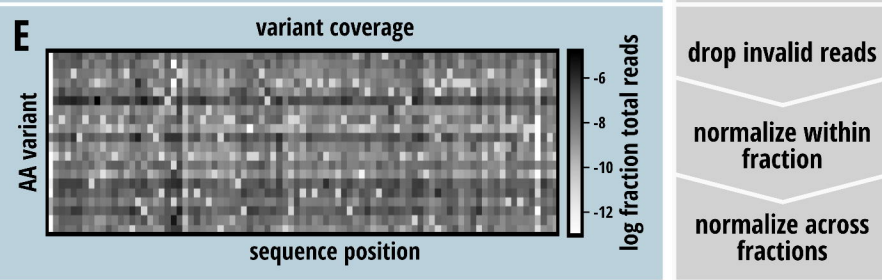 E
variant coverage
AA variant
sequence position
-6
-8
-10
-12
log fraction total reads
drop invalid reads
normalize within
fraction
normalize across
fractions